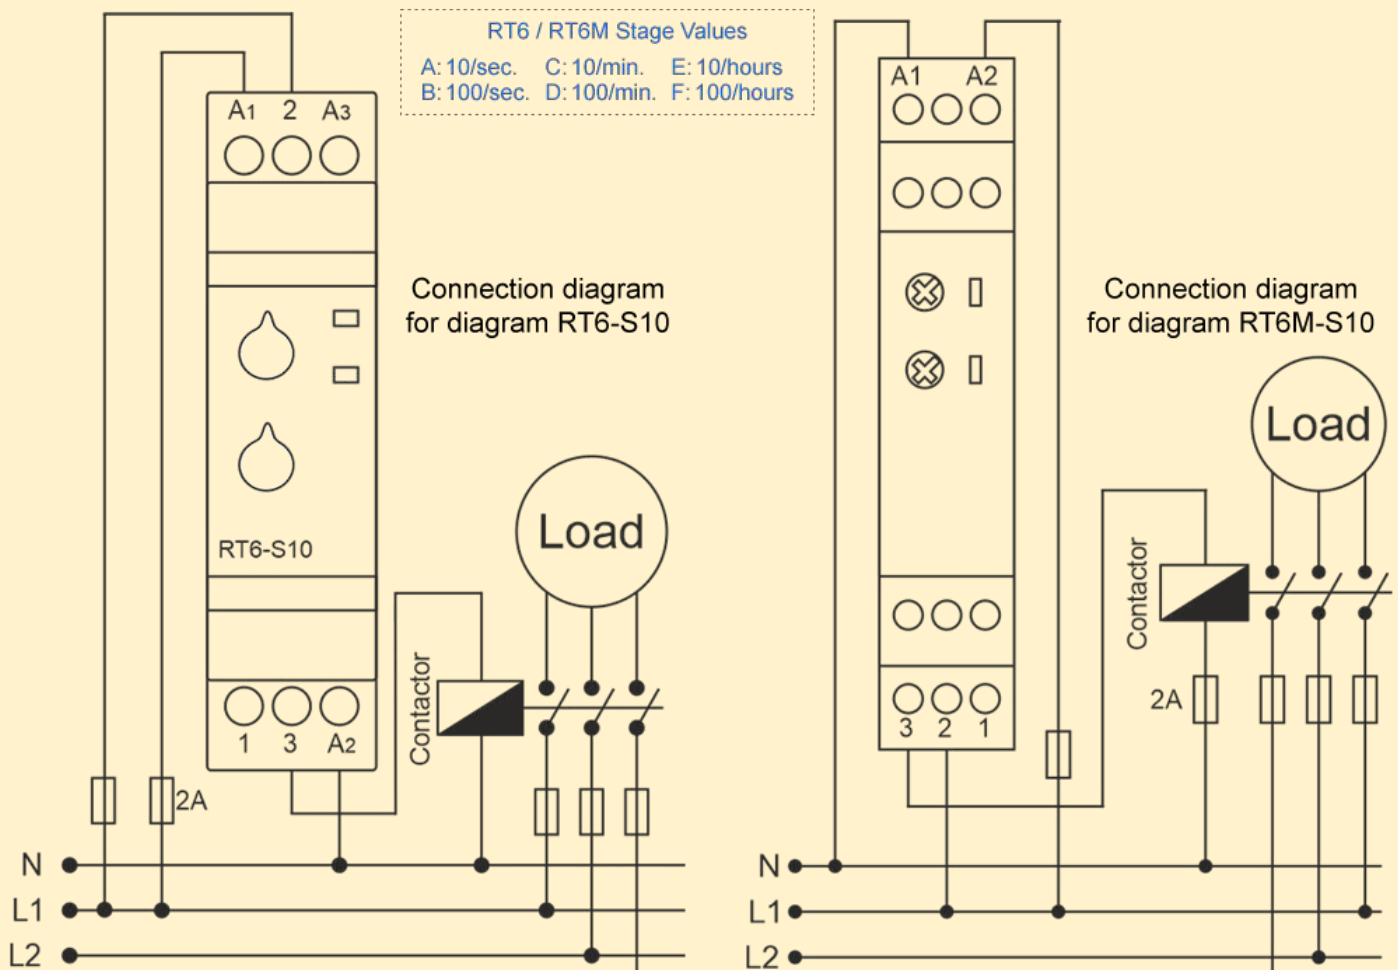 RT6 / RT6M Stage Values
A: 10/sec. C: 10/min. E: 10/hours
B: 100/sec. D: 100/min. F: 100/hours
A1 2 A3
Connection diagram
for diagram RT6-S10
RT6-S10
Load
Contactor
1 3 A2
2A
N
L1
L2
A1 A2
Connection diagram
for diagram RT6M-S10
Load
Contactor
2A
3 2 1
N
L1
L2